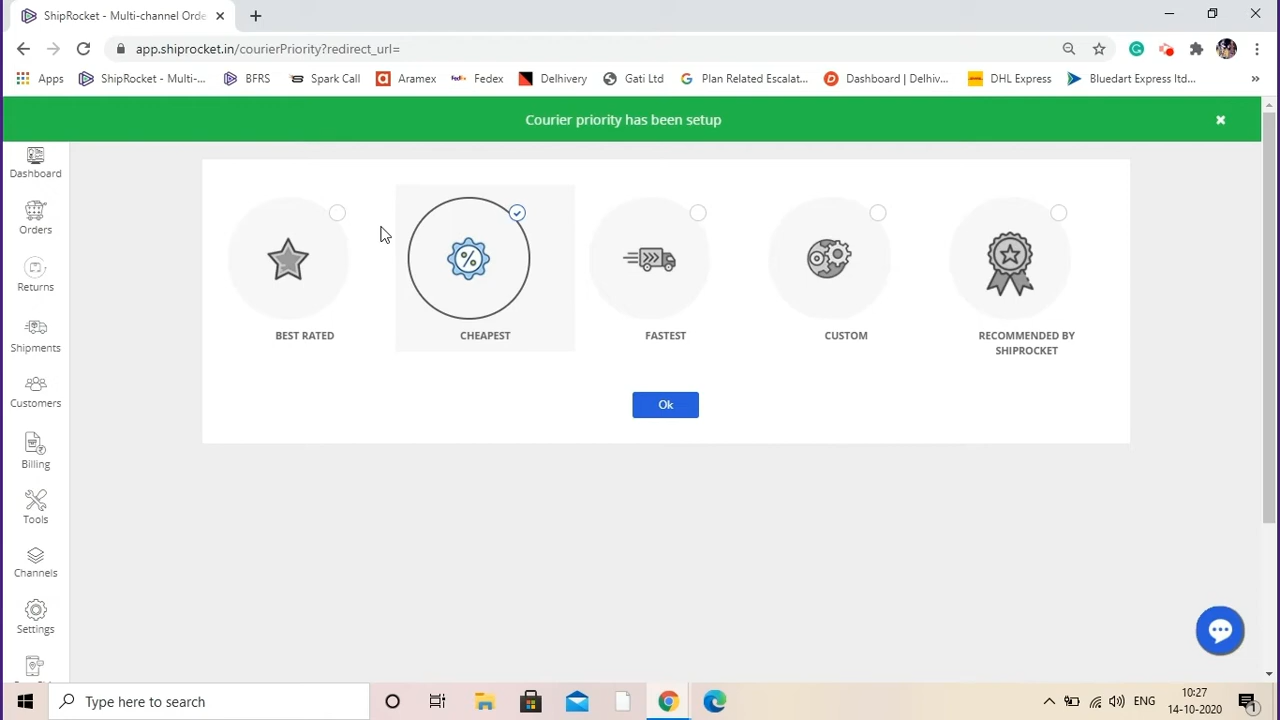 ShipRocket - Multi-channel Orde
app.shiprocket.in/courierPriority?redirect_url=
Apps ShipRocket - Multi-... BFRS Spark Call Aramex Fedex Delhivery Gati Ltd Plan Related Escalat... Dashboard | Delhiv... DHL Express Bluedart Express ltd...
Courier priority has been setup
Dashboard
Orders
Returns
Shipments
Customers
Billing
Tools
Channels
Settings
BEST RATED
CHEAPEST
FASTEST
CUSTOM
RECOMMENDED BY
SHIPROCKET
Ok
Type here to search
ENG
10:27
14-10-2020
1